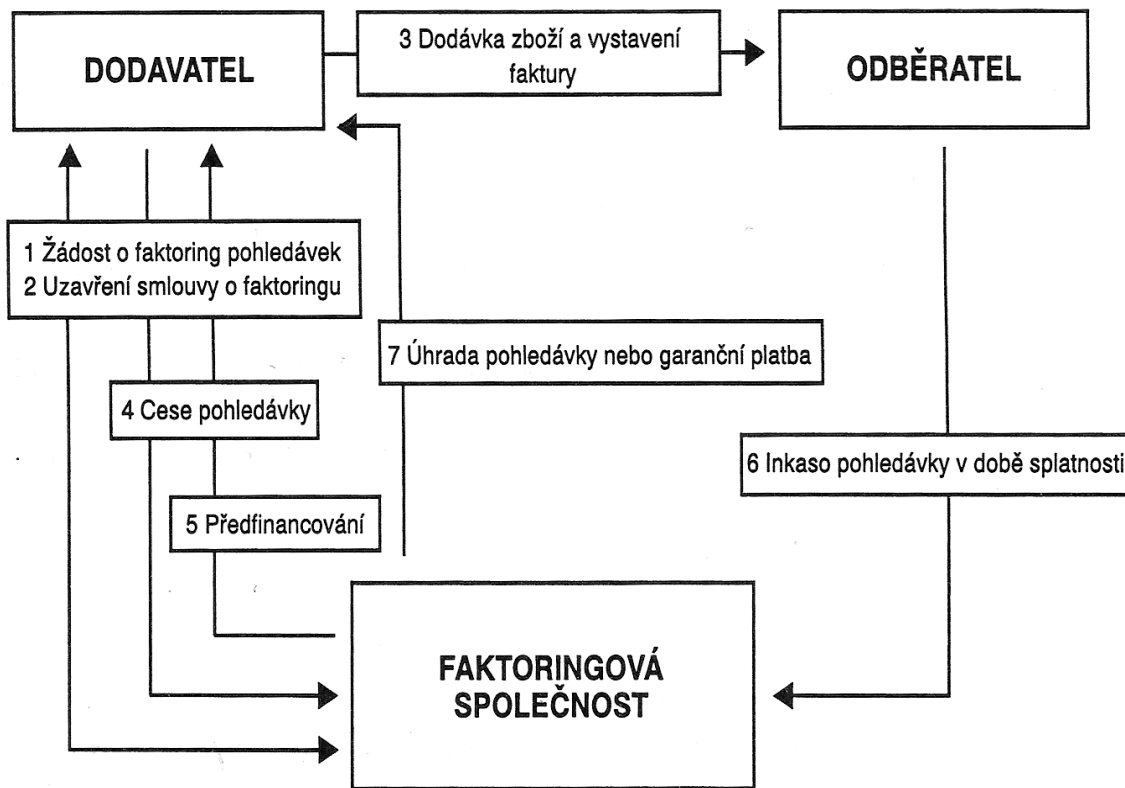 DODAVATEL
3 Dodávka zboží a vystavení
faktury
ODBĚRATEL
1 Žádost o faktoring pohledávek
2 Uzavření smlouvy o faktoringu
7 Úhrada pohledávky nebo garanční platba
4 Cese pohledávky
6 Inkaso pohledávky v době splatnosti
5 Předfinancování
FAKTORINGOVÁ
SPOLEČNOST